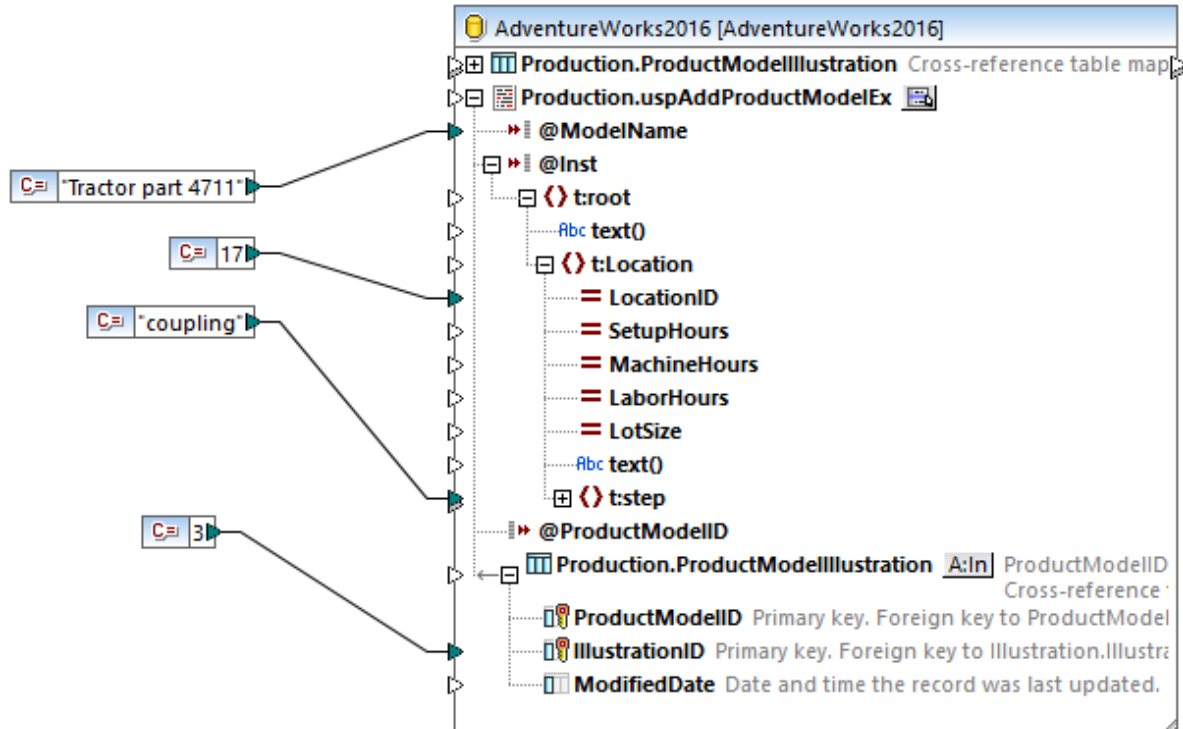 AdventureWorks2016 [AdventureWorks2016]
Production.ProductModelIllustration Cross-reference table map
Production.uspAddProductModelEx
@ModelName
@Inst
C= "Tractor part 4711"
t:root
Abc text()
C= 17
t:Location
LocationID
C= "coupling"
SetupHours
MachineHours
LaborHours
LotSize
Abc text()
t:step
C= 3
@ProductModelID
Production.ProductModelIllustration A:In ProductModelID
Cross-reference
ProductModelID Primary key. Foreign key to ProductModel
IllustrationID Primary key. Foreign key to Illustration.Illustra
ModifiedDate Date and time the record was last updated.